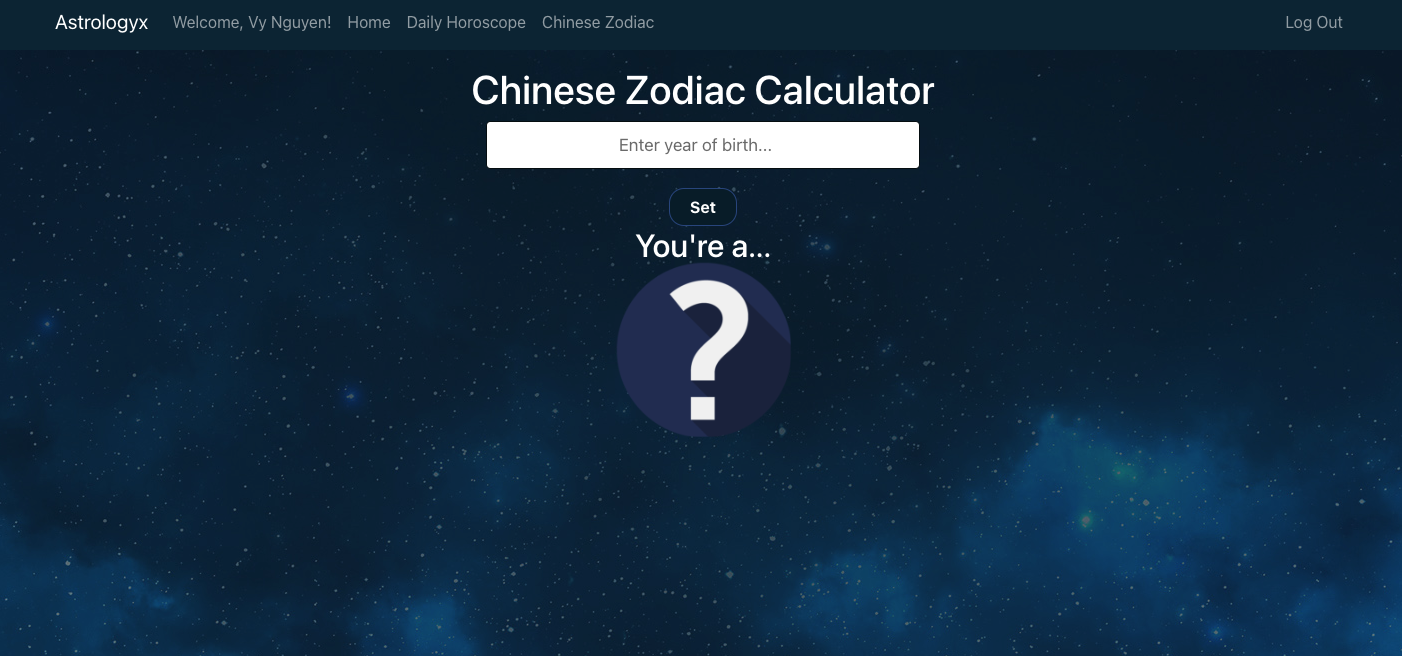 Astrologyx Welcome, Vy Nguyen! Home Daily Horoscope Chinese Zodiac Log Out
Chinese Zodiac Calculator
Enter year of birth...
Set
You're a...
?